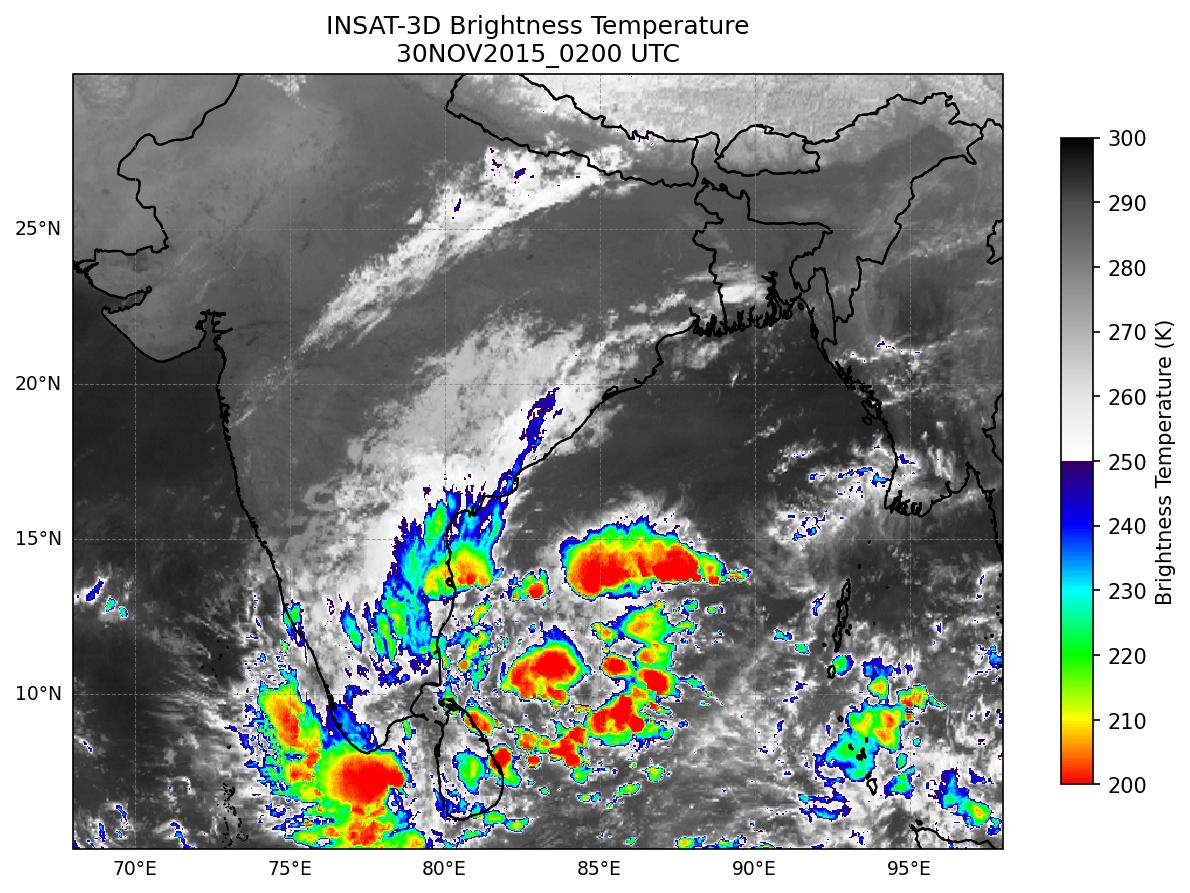 INSAT-3D Brightness Temperature
30NOV2015_0200 UTC
25°N
20°N
15°N
10°N
70°E
75°E
80°E
85°E
90°E
95°E
300
290
280
270
260
250
240
230
220
210
200
Brightness Temperature (K)